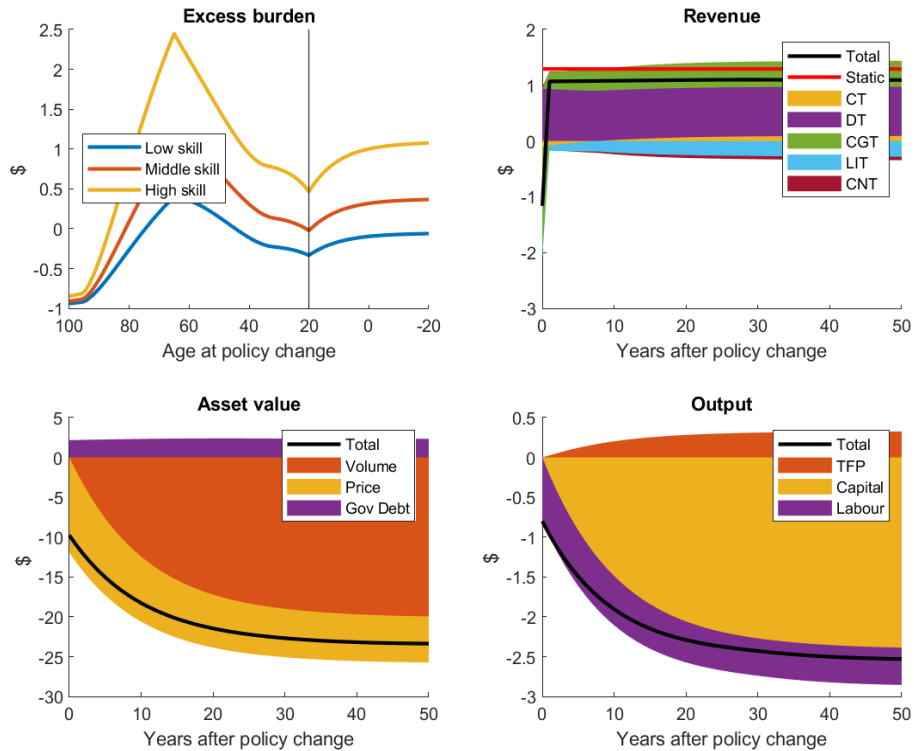 Excess burden
2.5
2
1.5
1
0.5
0
-0.5
-1
$
Low skill
Middle skill
High skill
100 80 60 40 20 0 -20
Age at policy change
Revenue
2
1
0
1
-2
-3
$
Total
Static
CT
DT
CGT
LIT
CNT
0 10 20 30 40 50
Years after policy change
Asset value
5
0
-5
-10
-15
-20
-25
-30
$
Total
Volume
Price
Gov Debt
0 10 20 30 40 50
Years after policy change
Output
0.5
0
-0.5
-1
-1.5
-2
-2.5
-3
$
Total
TFP
Capital
Labour
0 10 20 30 40 50
Years after policy change